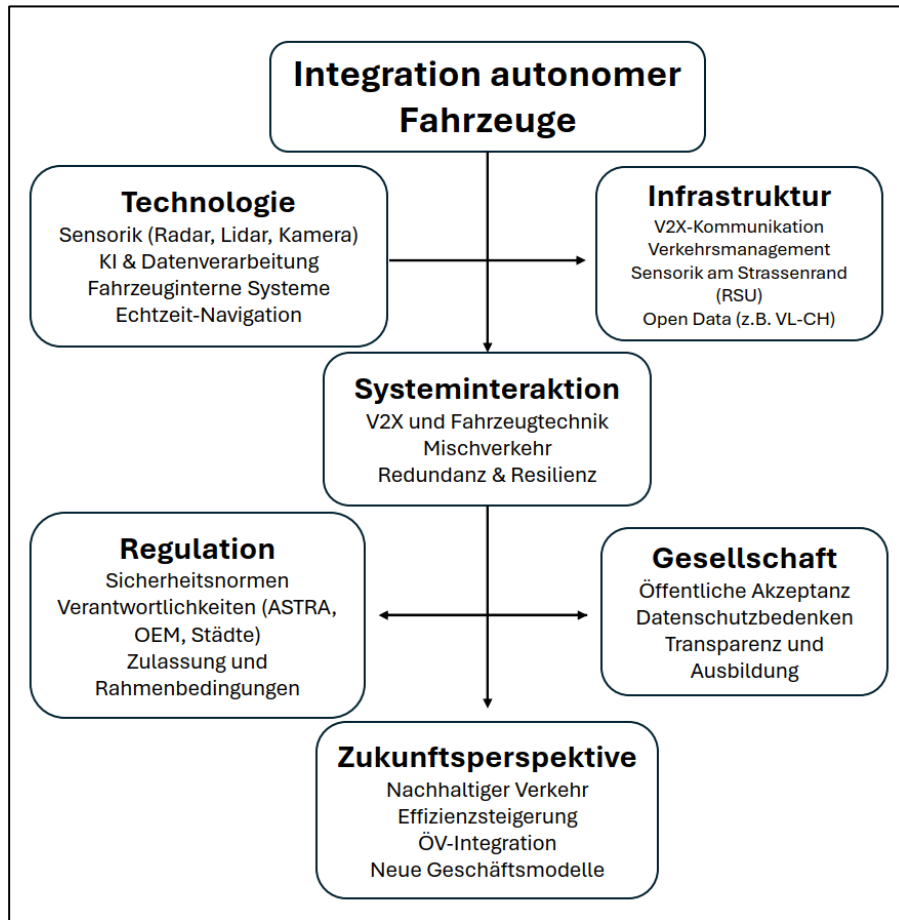 Integration autonomer
Fahrzeuge
Technologie
Sensorik (Radar, Lidar, Kamera)
KI & Datenverarbeitung
Fahrzeuginterne Systeme
Echtzeit-Navigation
Infrastruktur
V2X-Kommunikation
Verkehrsmanagement
Sensorik am Strassenrand
(RSU)
Open Data (z.B. VL-CH)
Systeminteraktion
V2X und Fahrzeugtechnik
Mischverkehr
Redundanz & Resilienz
Regulation
Sicherheitsnormen
Verantwortlichkeiten (ASTRA,
OEM, Städte)
Zulassung und
Rahmenbedingungen
Gesellschaft
Öffentliche Akzeptanz
Datenschutzbedenken
Transparenz und
Ausbildung
Zukunftsperspektive
Nachhaltiger Verkehr
Effizienzsteigerung
ÖV-Integration
Neue Geschäftsmodelle